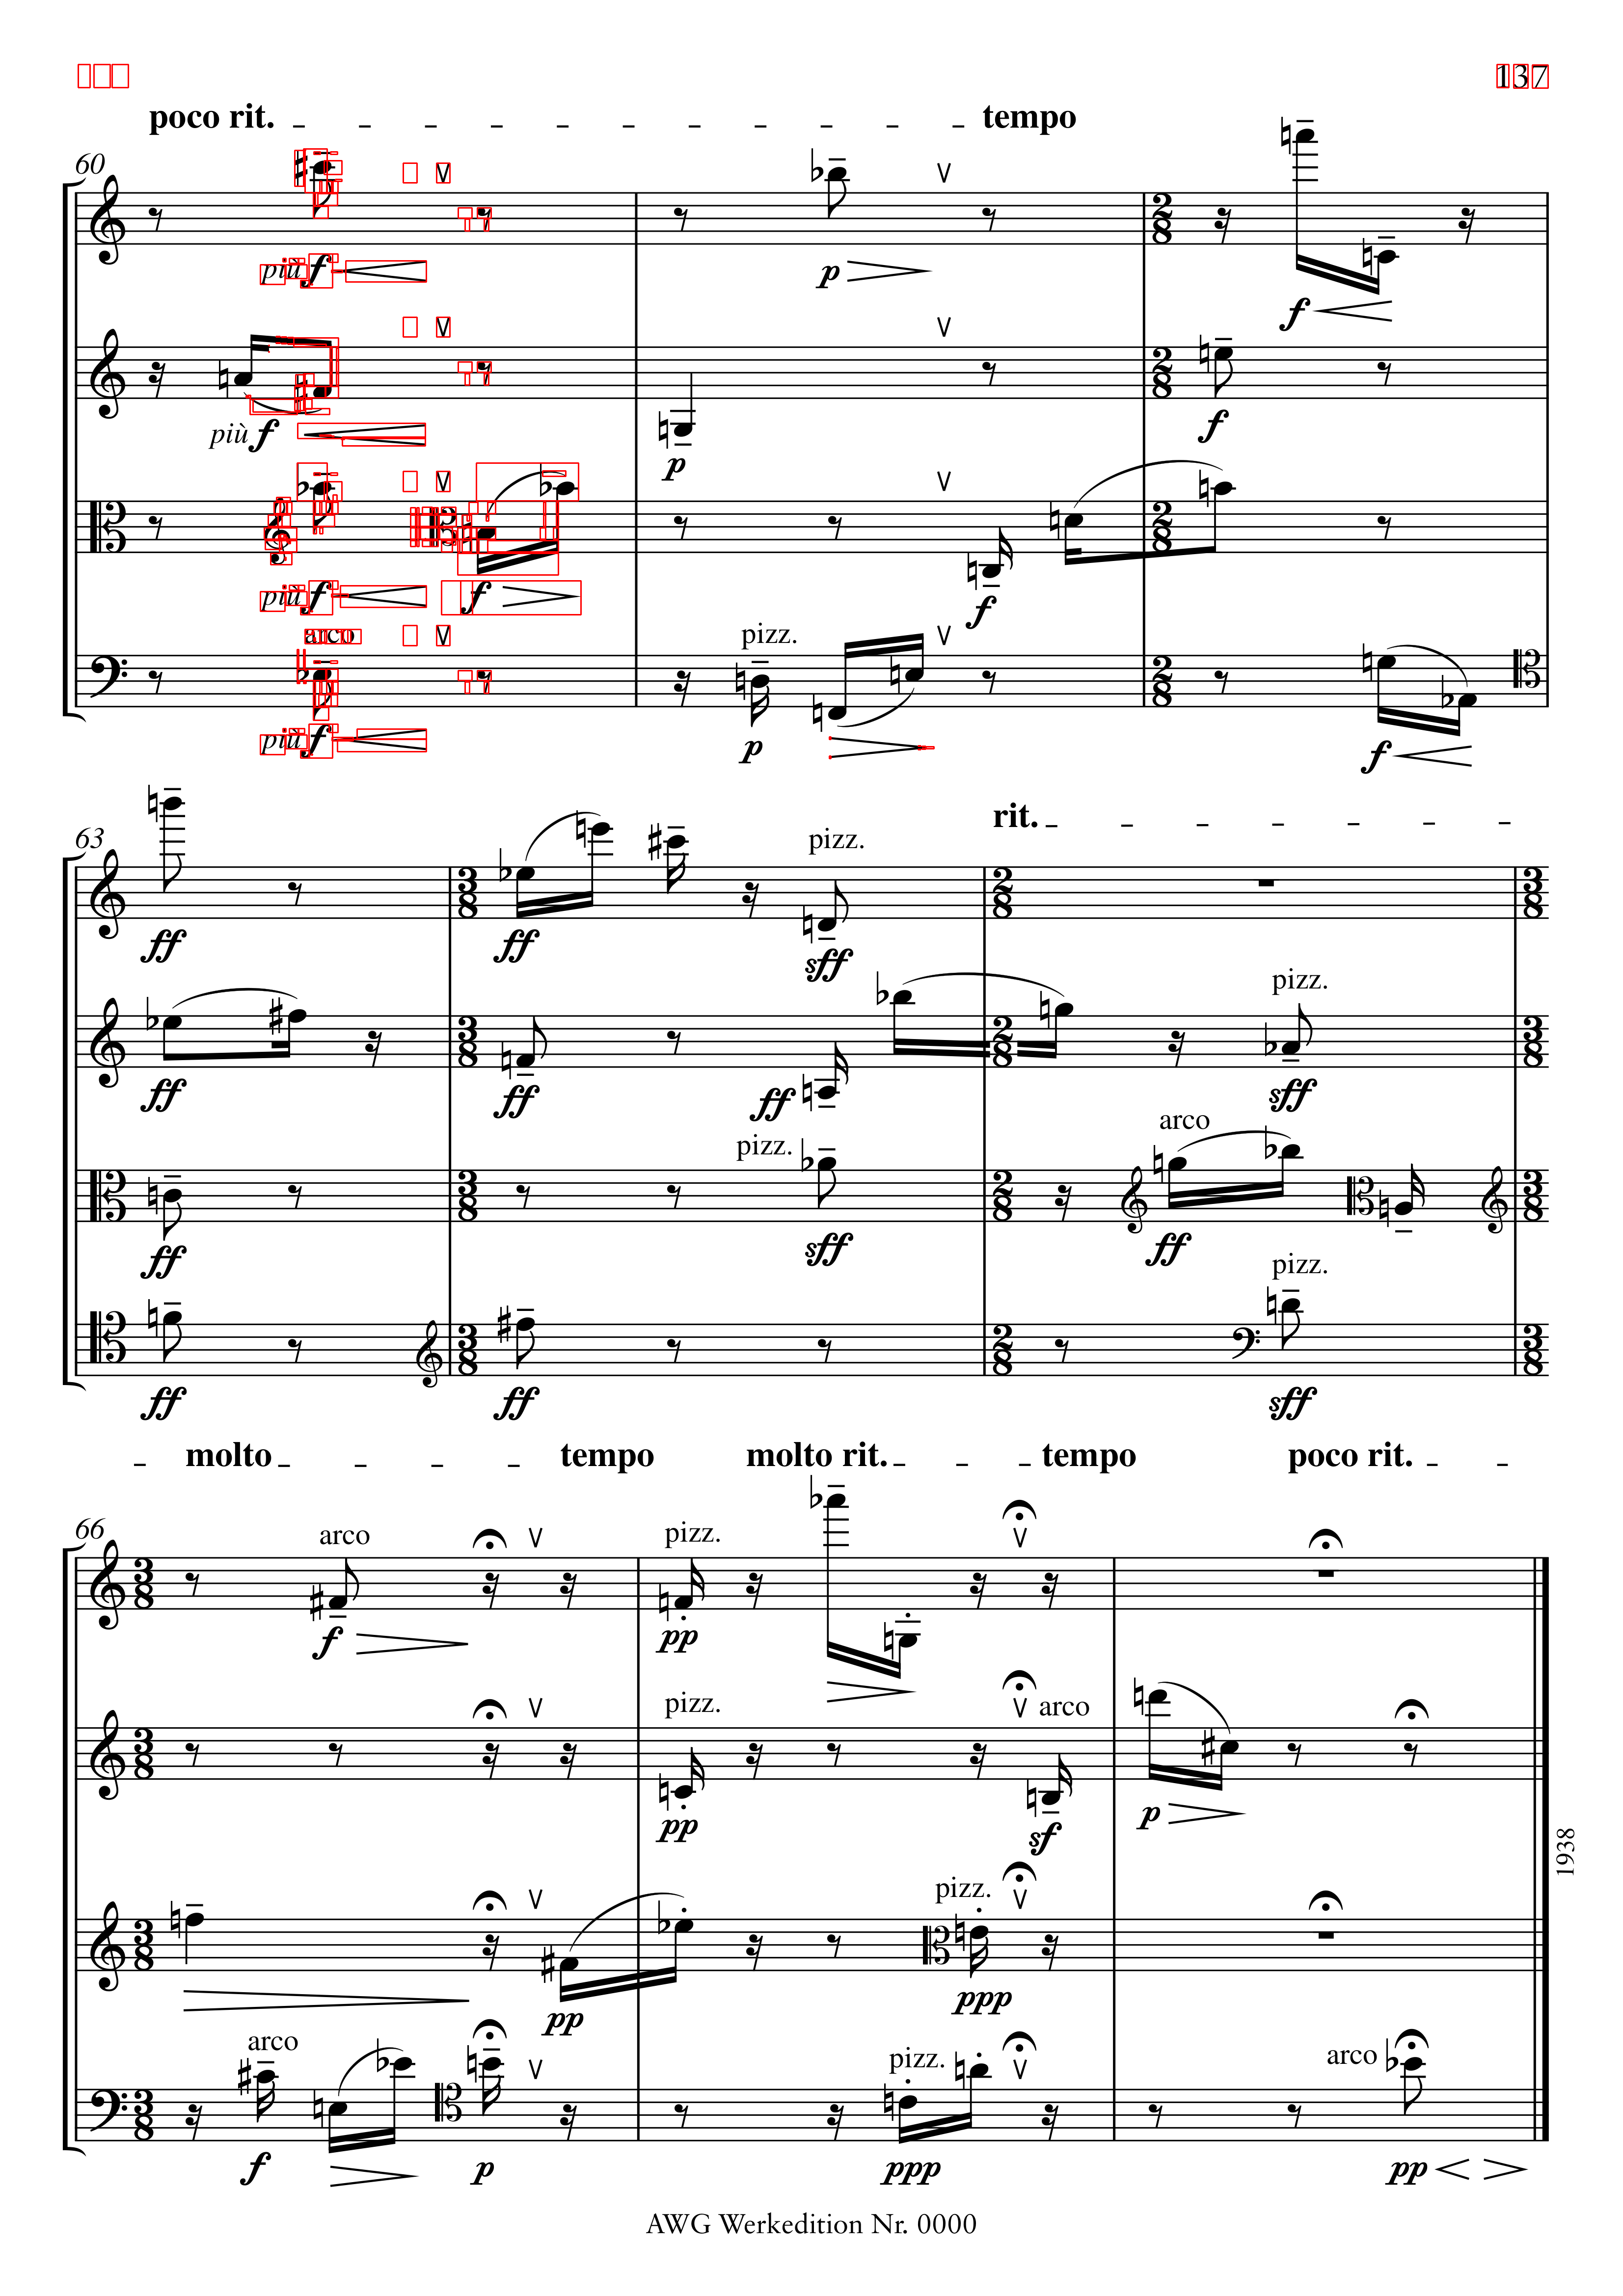 137
poco rit. tempo
60
più f p f
più f p f
più f f f
arco pizz.
più f p f
63 rit.
pizz.
ff ff sff
pizz.
ff ff ff sff
pizz. arco
ff sff ff
pizz.
ff ff sff
molto tempo molto rit. tempo poco rit.
66 arco pizz.
f pp
pizz. arco
pp sf p
1938
pizz.
pp ppp
arco pizz. arco
f p ppp pp
AWG Werkedition Nr. 0000